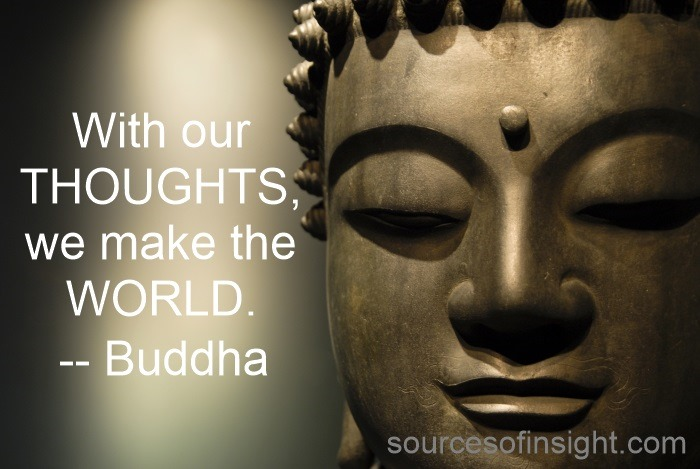 With our
THOUGHTS,
we make the
WORLD.
-- Buddha
sourcesofinsight.com